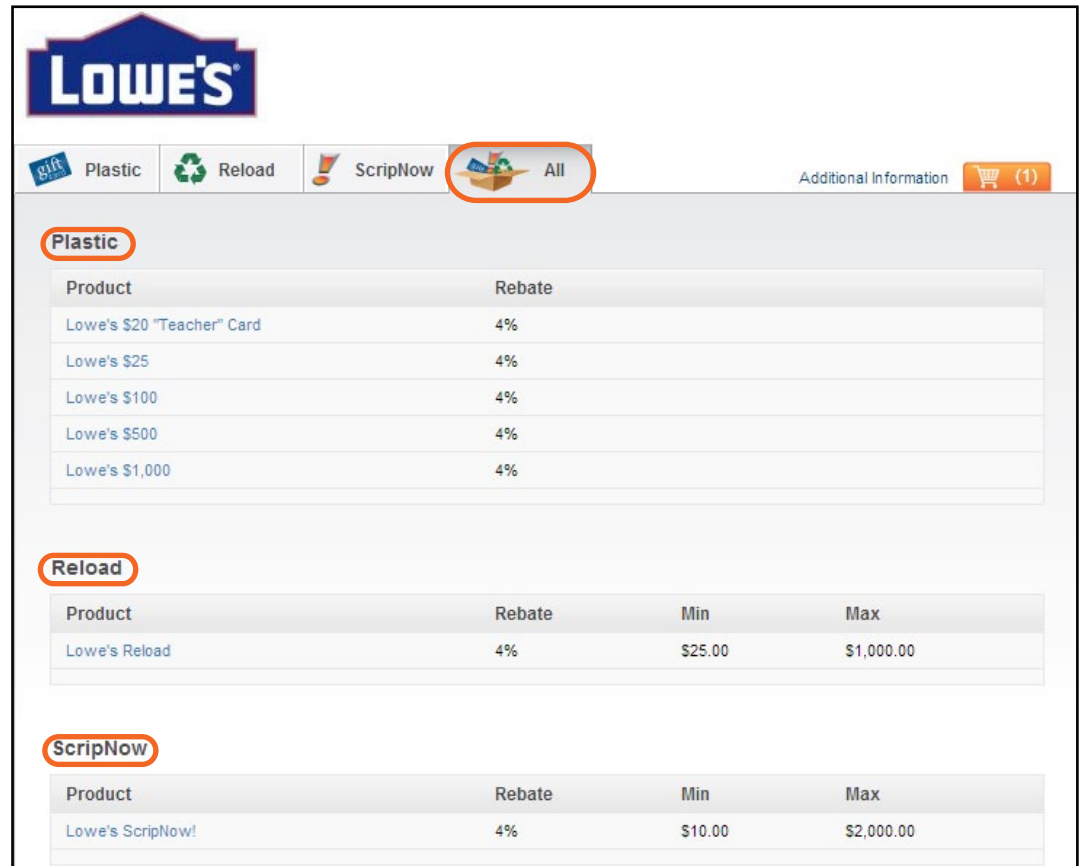 LOWE'S®
gift card Plastic Reload ScripNow All Additional Information (1)
Plastic
Product Rebate
Lowe's $20 "Teacher" Card 4%
Lowe's $25 4%
Lowe's $100 4%
Lowe's $500 4%
Lowe's $1,000 4%
Reload
Product Rebate Min Max
Lowe's Reload 4% $25.00 $1,000.00
ScripNow
Product Rebate Min Max
Lowe's ScripNow! 4% $10.00 $2,000.00